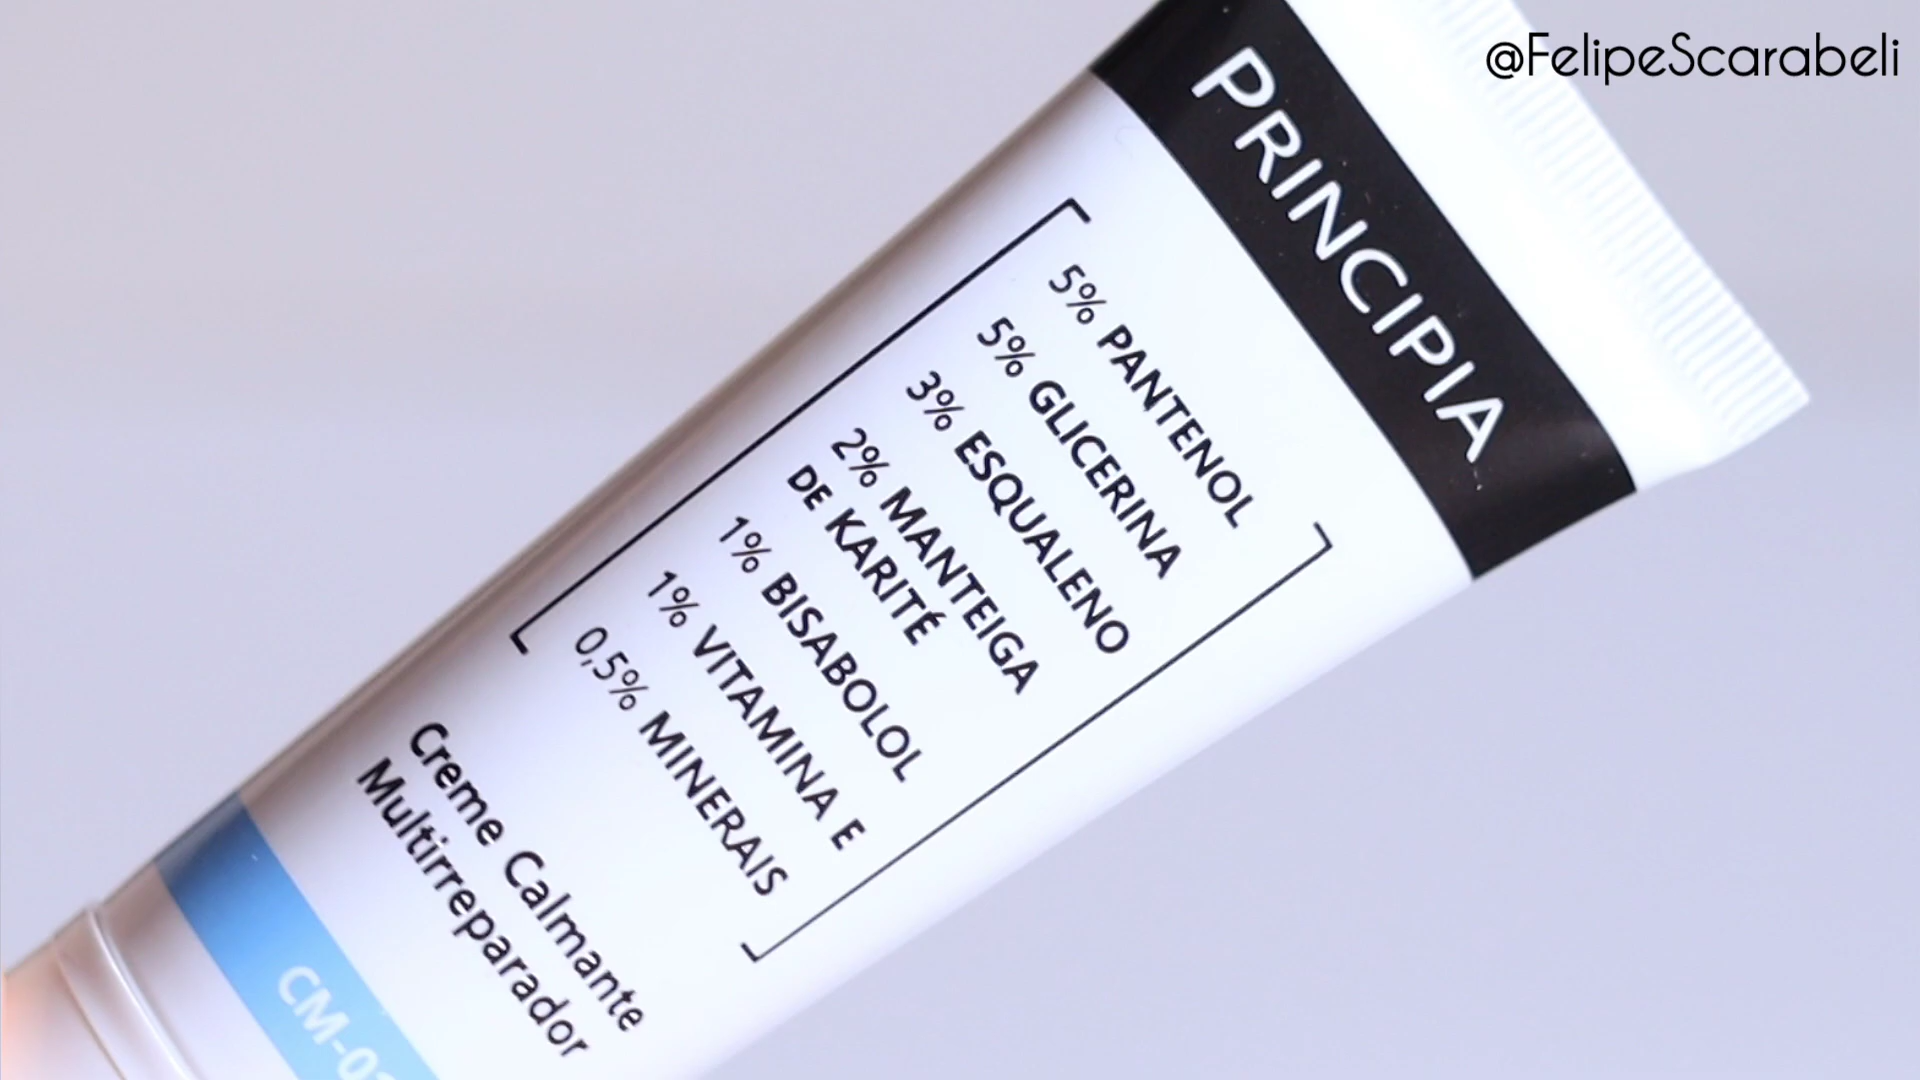 @FelipeScarabeli
PRINCIPIA
5% PANTENOL
5% GLICERINA
3% ESQUALENO
2% MANTEIGA
DE KARITÉ
1% BISABOLOL
1% VITAMINA E
0,5% MINERAIS
Creme Calmante
Multirreparador